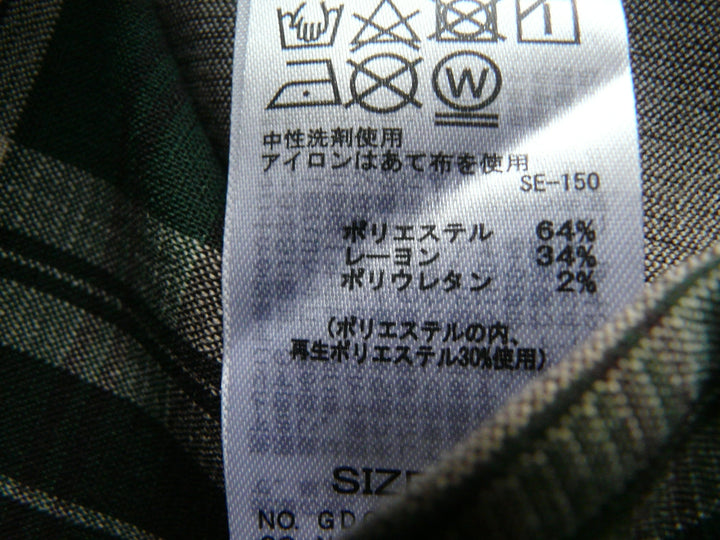 W
中性洗剤使用
アイロンはあて布を使用
SE-150
ポリエステル 64%
レーヨン 34%
ポリウレタン 2%
(ポリエステルの内、
再生ポリエステル30%使用)
NO.